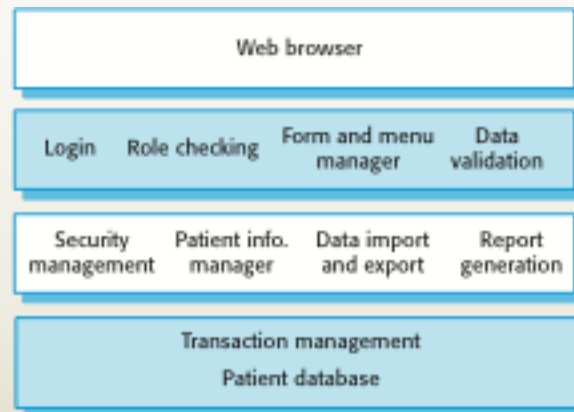 Web browser
Login Role checking Form and menu manager Data validation
Security management Patient info. manager Data import and export Report generation
Transaction management
Patient database